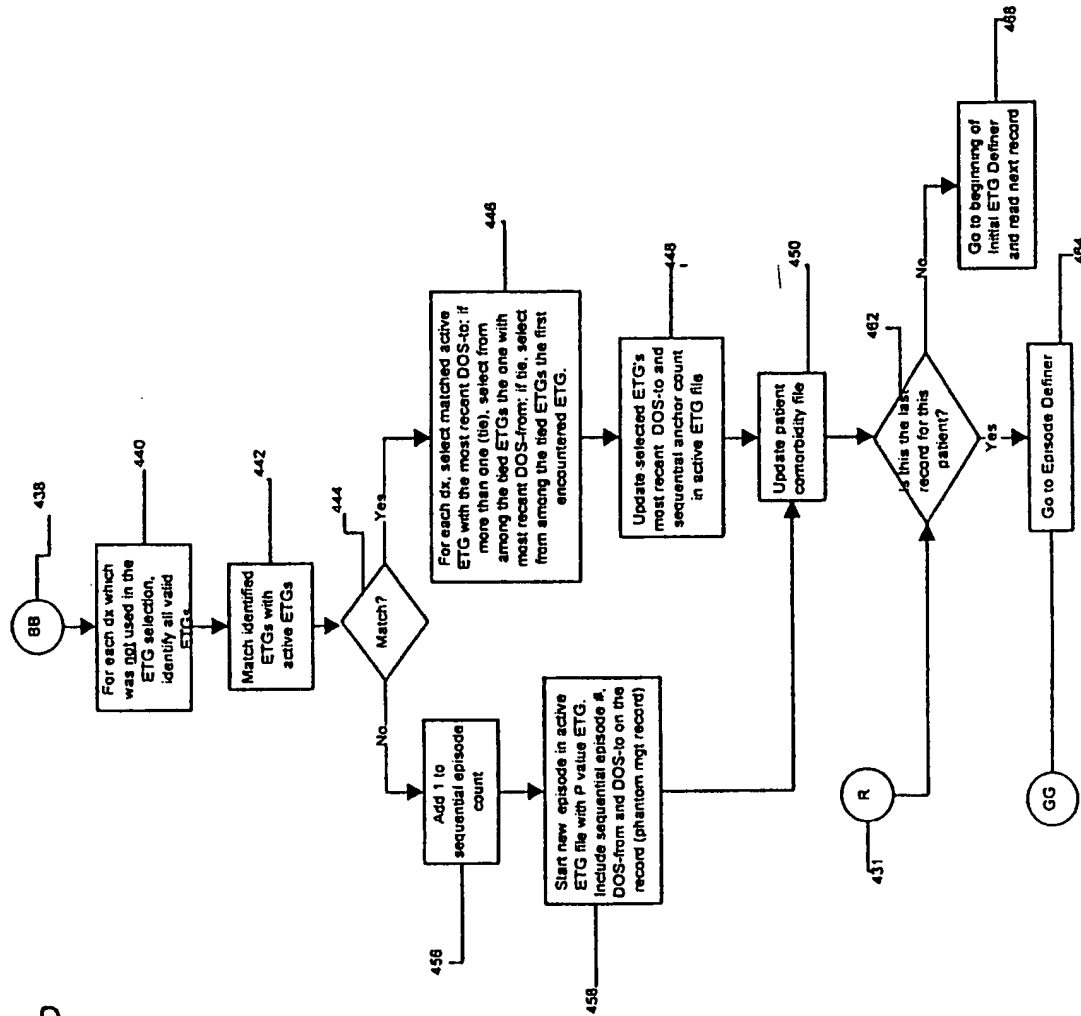 BB
438
For each dx which
was not used in the
ETG selection,
identify all valid
ETGs
440
Match identified
ETGs with
active ETGs
442
Match?
444
Yes
No
For each dx, select matched active
ETG with the most recent DOS-to; if
more than one (tie), select from
among the tied ETGs the one with
most recent DOS-from; if tie, select
from among the tied ETGs the first
encountered ETG.
446
Add 1 to
sequential episode
count
456
Update selected ETG's
most recent DOS-to and
sequential anchor count
in active ETG file
448
Start new episode in active
ETG file with P value ETG.
Include sequential episode #,
DOS-from and DOS-to on the
record (phantom mgt record)
458
Update patient
comorbidity file
450
R
431
Is this the last
record for this
patient?
462
No
Yes
Go to beginning of
Initial ETG Definer
and read next record
468
GG
Go to Episode Definer
464